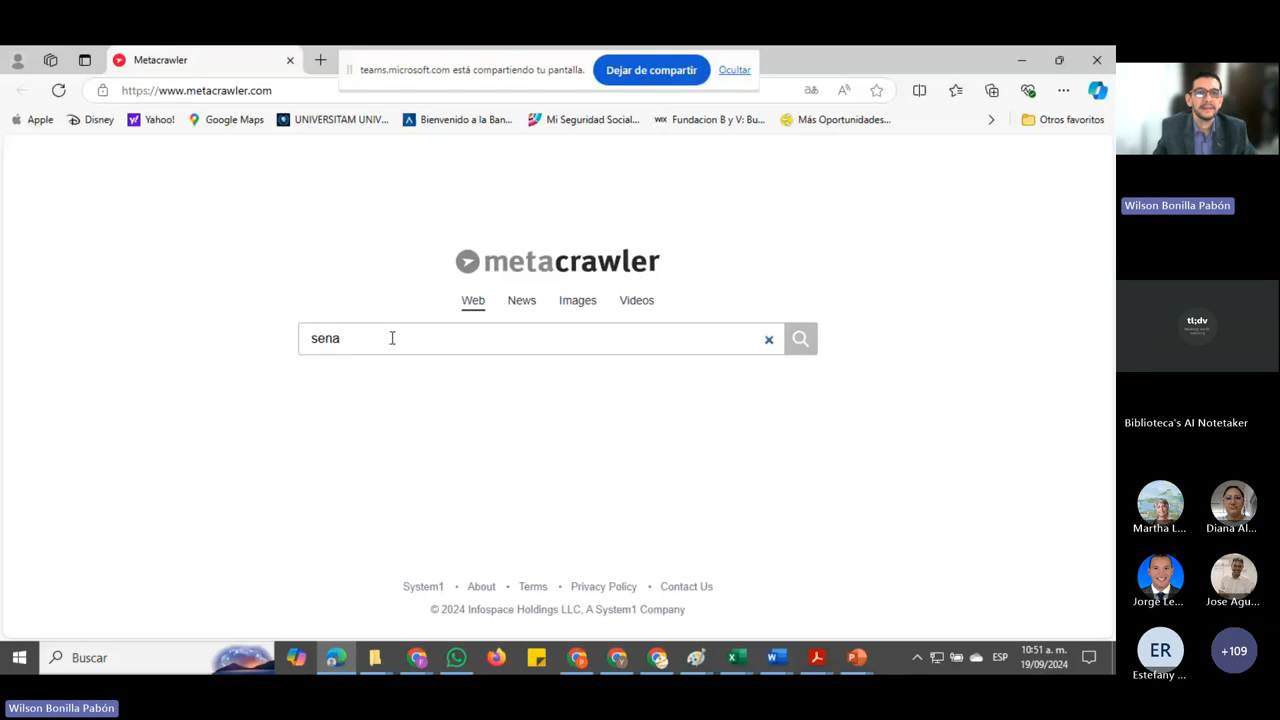 Metacrawler
teams.microsoft.com está compartiendo tu pantalla.
Dejar de compartir
Ocultar
https://www.metacrawler.com
Apple
Disney
Yahoo!
Google Maps
UNIVERSITAM UNIV...
Bienvenido a la Ban...
Mi Seguridad Social...
WIX Fundacion B y V: Bu...
Más Oportunidades...
Otros favoritos
metacrawler
Web News Images Videos
sena
System1 • About • Terms • Privacy Policy • Contact Us
© 2024 Infospace Holdings LLC, A System1 Company
Buscar
ESP
10:51 a. m.
19/09/2024
Wilson Bonilla Pabón
tl;dv
Biblioteca's AI Notetaker
Martha L...
Diana Al...
Jorge Le...
Jose Agu...
ER
Estefany ...
+109
Wilson Bonilla Pabón